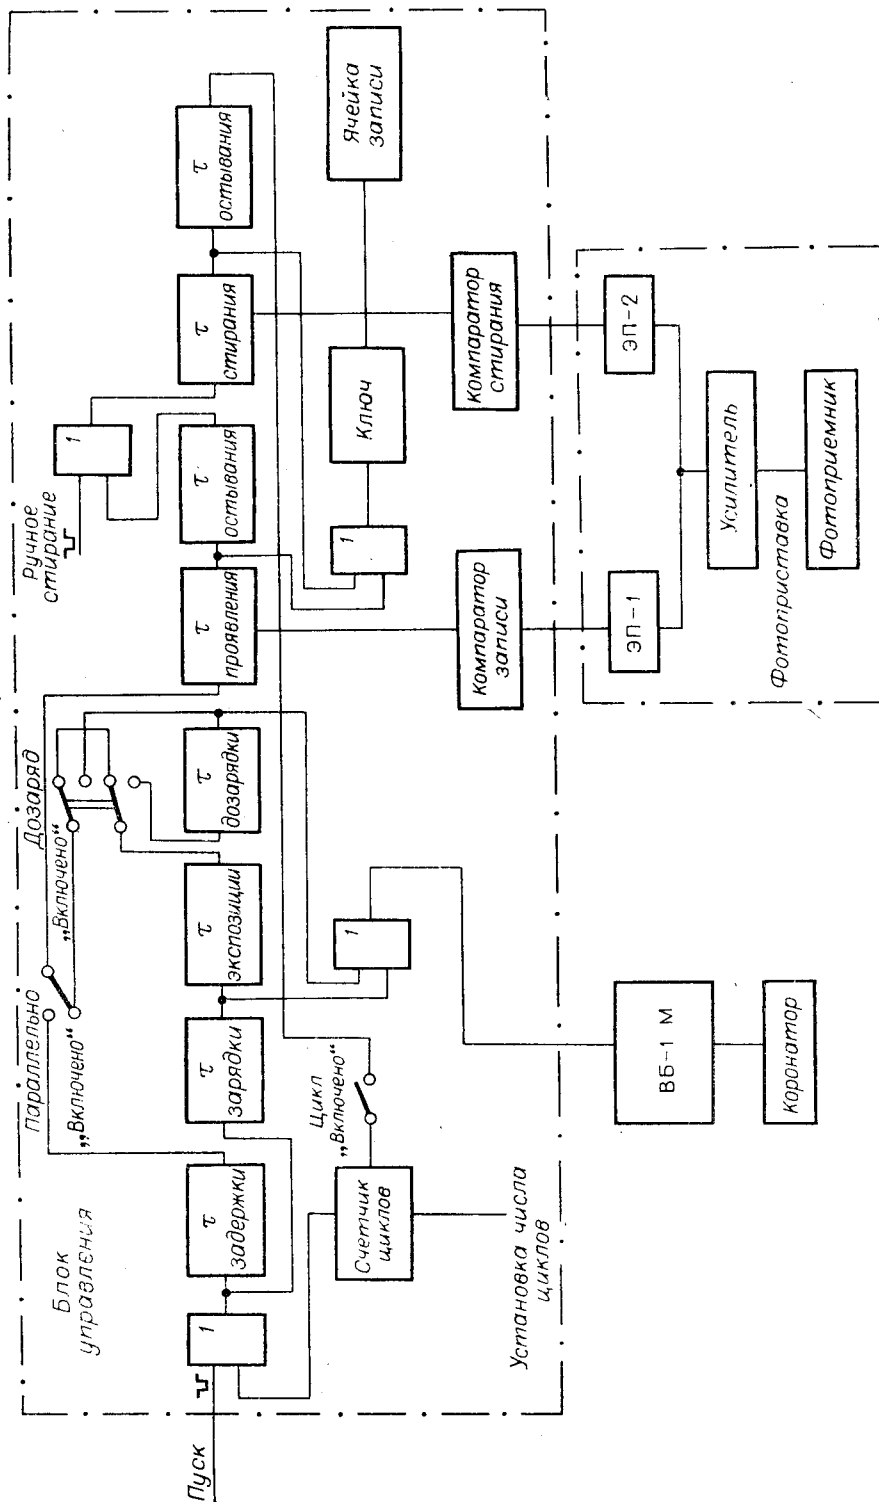 Пуск
Блок
управления
1
τ
задержки
Параллельно
„Включено“
τ
зарядки
τ
экспозиции
Дозаряд
„Включено“
τ
дозарядки
τ
проявления
τ
остывания
Ручное
стирание
1
τ
стирания
τ
остывания
Счетчик
циклов
Цикл
„Включено“
1
1
Ключ
Ячейка
записи
Установка числа
циклов
Компаратор
записи
Компаратор
стирания
ВБ-1 М
Коронатор
ЭП-1
ЭП-2
Усилитель
Фотоприставка
Фотоприемник